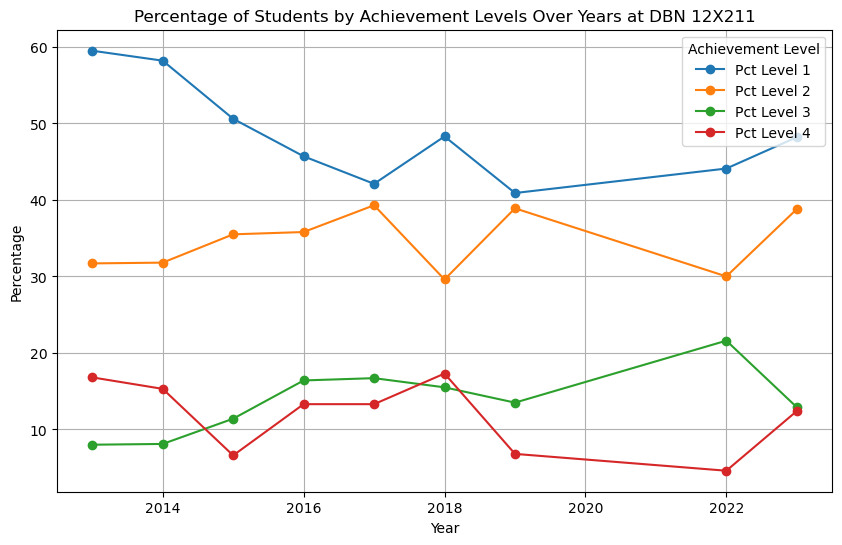 Percentage of Students by Achievement Levels Over Years at DBN 12X211
Achievement Level
Pct Level 1
Pct Level 2
Pct Level 3
Pct Level 4
Percentage
60
50
40
30
20
10
2014
2016
2018
2020
2022
Year